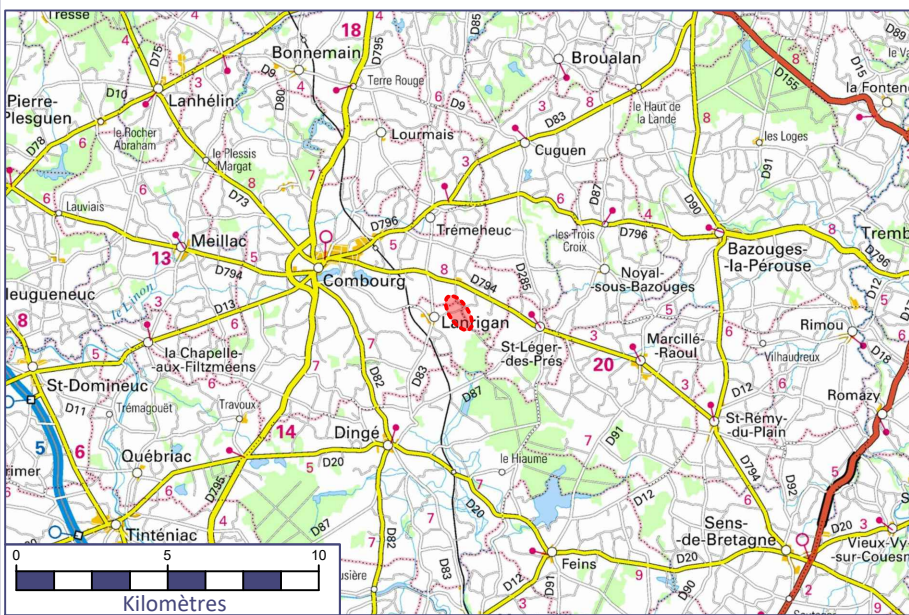 Tresse
D75
Bonnemain
18
D795
D85
Broualan
D155
D89
D15
la Fonten
Pierre-
Plesguen
D10
Lanhélin
D9
D80
Terre Rouge
D9
D83
le Haut de
la Lande
le Rocher
Abraham
Lourmais
D78
le Plessis
Margat
Cuguen
les Loges
D91
D73
D87
D90
Lauviais
Meillac
13
D794
D796
Trémeheuc
les Trois
Croix
D796
Bazouges
-la-Pérouse
Tremb
D796
Combourg
D794
D285
Noyal
-sous-Bazouges
D12
leugueneuc
le Linon
D13
Lanrigan
St-Léger
-des-Prés
Marcillé
-Raoul
Rimou
Vilhaudreux
D18
la Chapelle
-aux-Filtzméens
20
St-Domineuc
D82
D83
D87
D12
Romazy
D11
Trémagouët
Travoux
14
Dingé
D91
St-Rémy
-du-Plain
5
6
Québriac
D20
le Hiaume
D794
rimer
D795
D12
D92
Tinténiac
D87
D20
Sens
-de-Bretagne
D20
Vieux-Vy
-sur-Couesn
D82
D83
Feins
D20
D12
D91
D90
0 5 10
Kilomètres